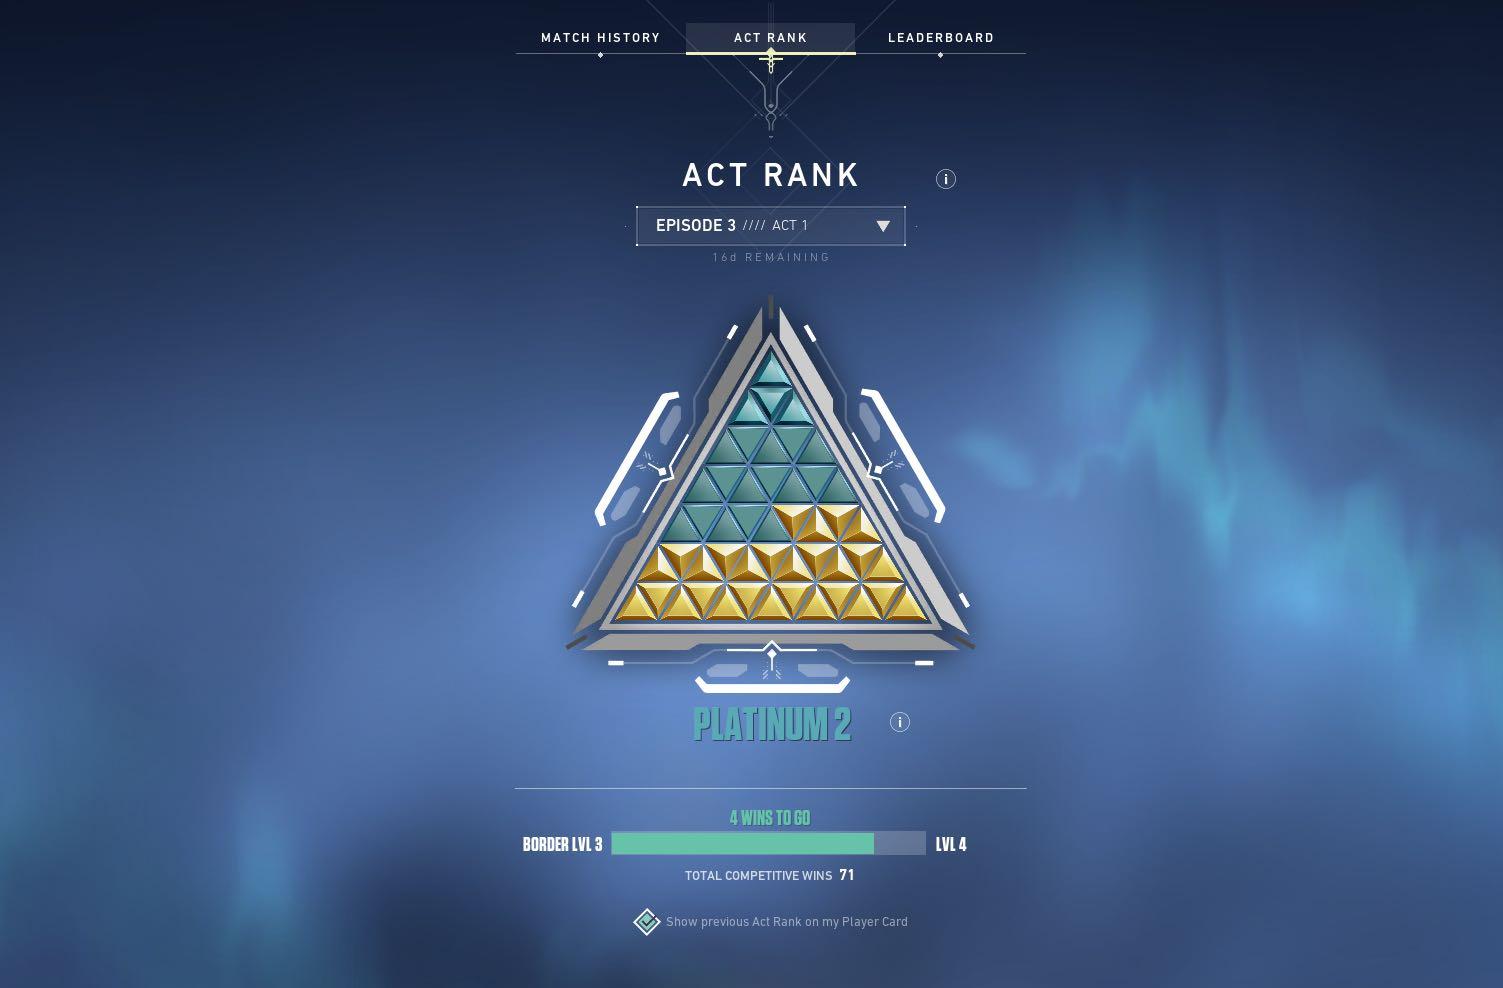 MATCH HISTORY
ACT RANK
LEADERBOARD
ACT RANK
EPISODE 3 //// ACT 1
16d REMAINING
PLATINUM 2
4 WINS TO GO
BORDER LVL 3
LVL 4
TOTAL COMPETITIVE WINS 71
Show previous Act Rank on my Player Card